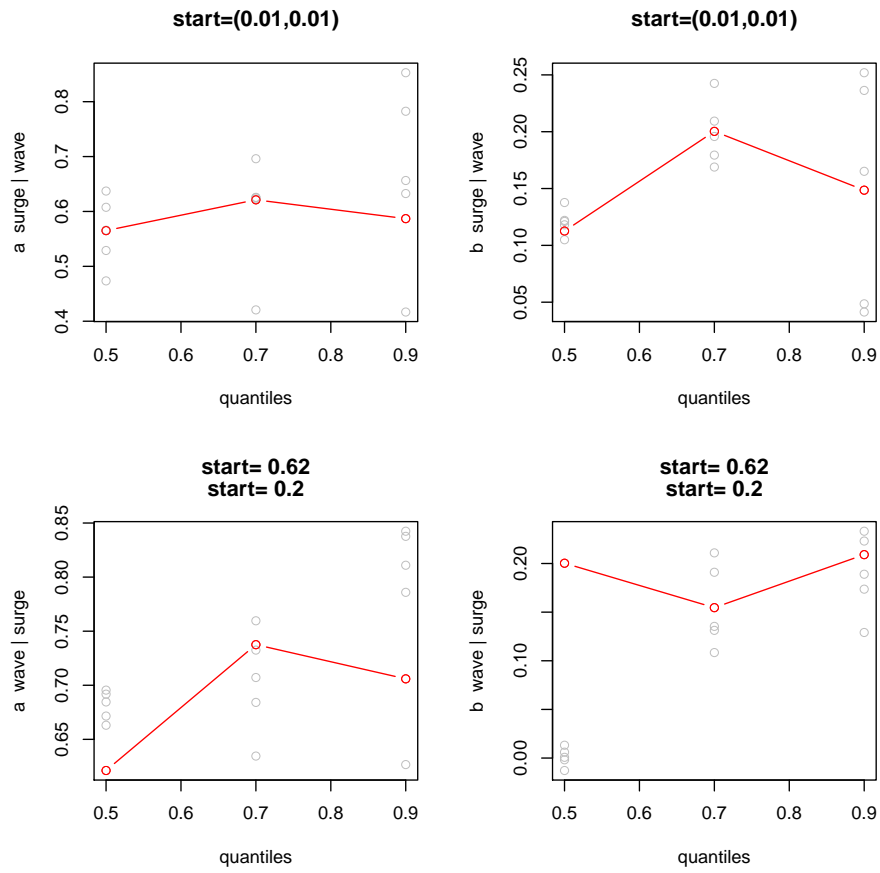 start=(0.01,0.01)
a surge | wave
0.4 0.5 0.6 0.7 0.8
0.5 0.6 0.7 0.8 0.9
quantiles
start=(0.01,0.01)
b surge | wave
0.05 0.10 0.15 0.20 0.25
0.5 0.6 0.7 0.8 0.9
quantiles
start= 0.62
start= 0.2
a wave | surge
0.65 0.70 0.75 0.80 0.85
0.5 0.6 0.7 0.8 0.9
quantiles
start= 0.62
start= 0.2
b wave | surge
0.00 0.10 0.20
0.5 0.6 0.7 0.8 0.9
quantiles